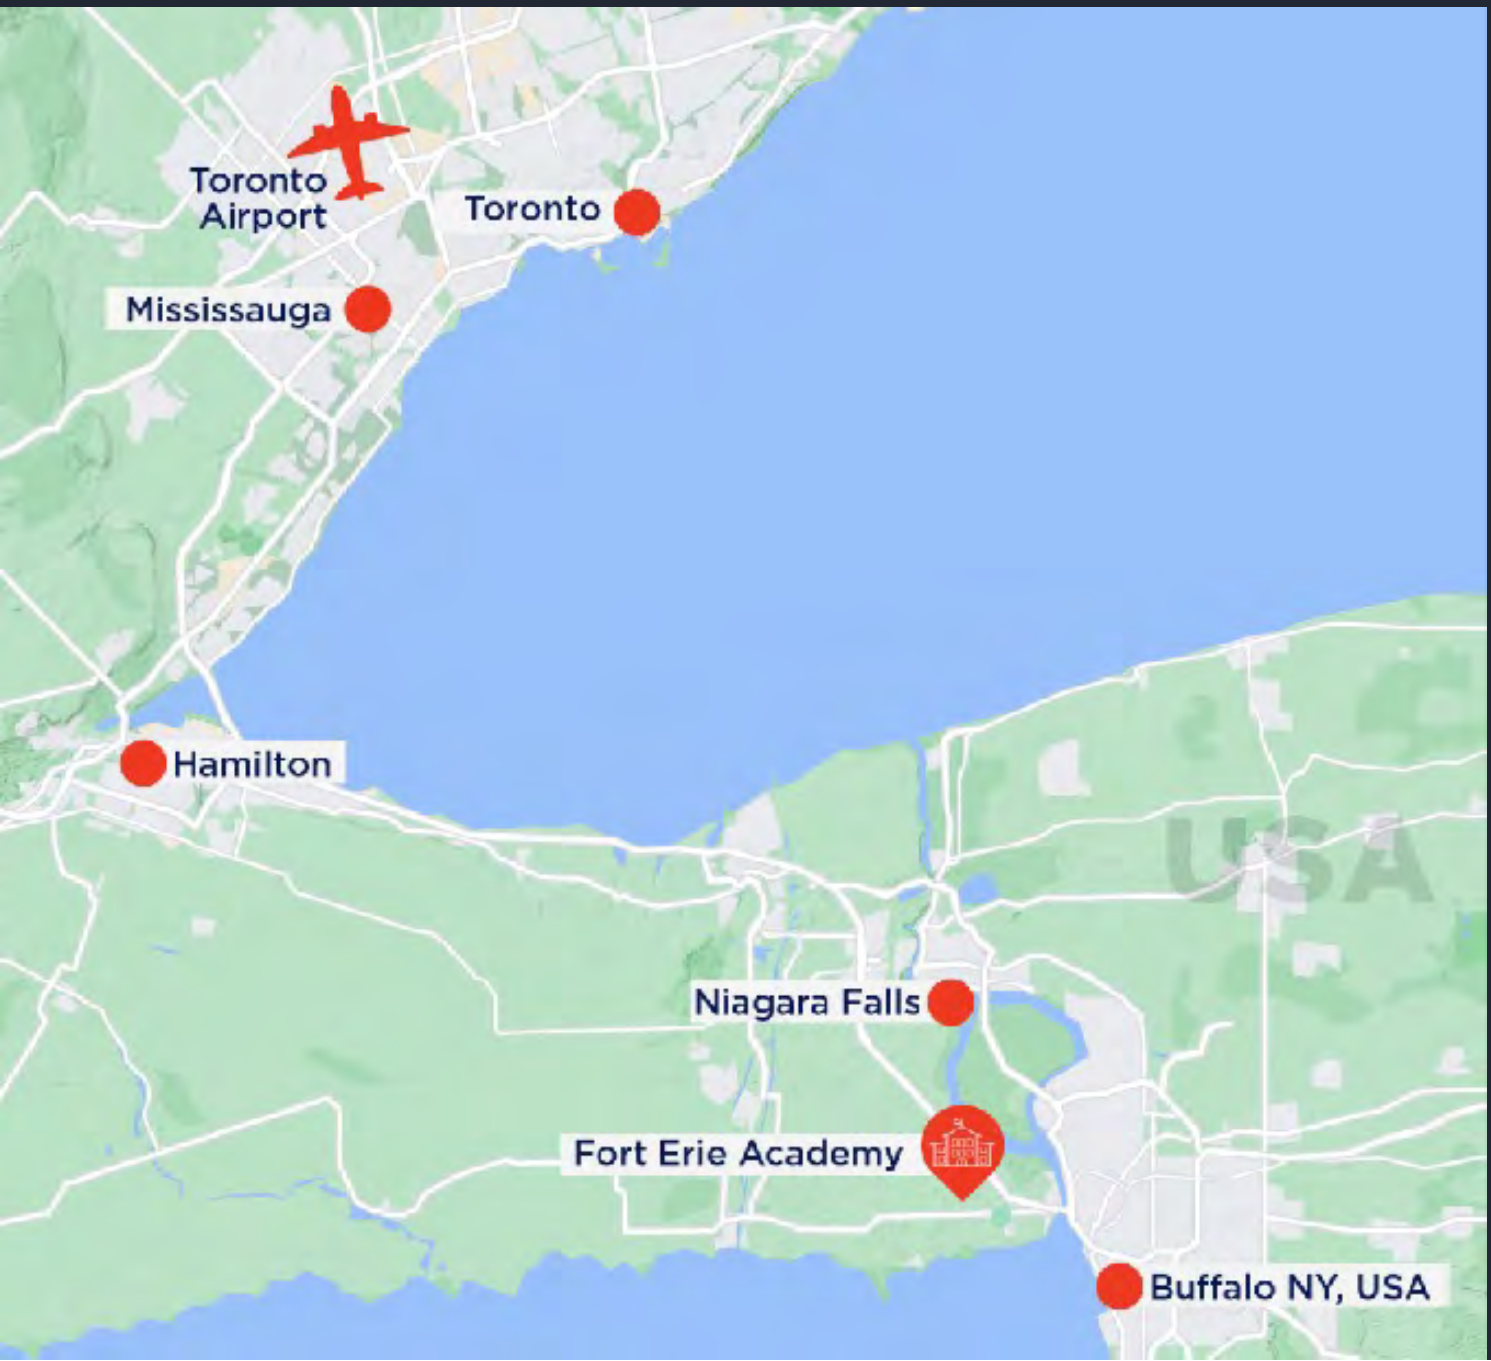 Toronto
Airport
Toronto
Mississauga
Hamilton
USA
Niagara Falls
Fort Erie Academy
Buffalo NY, USA